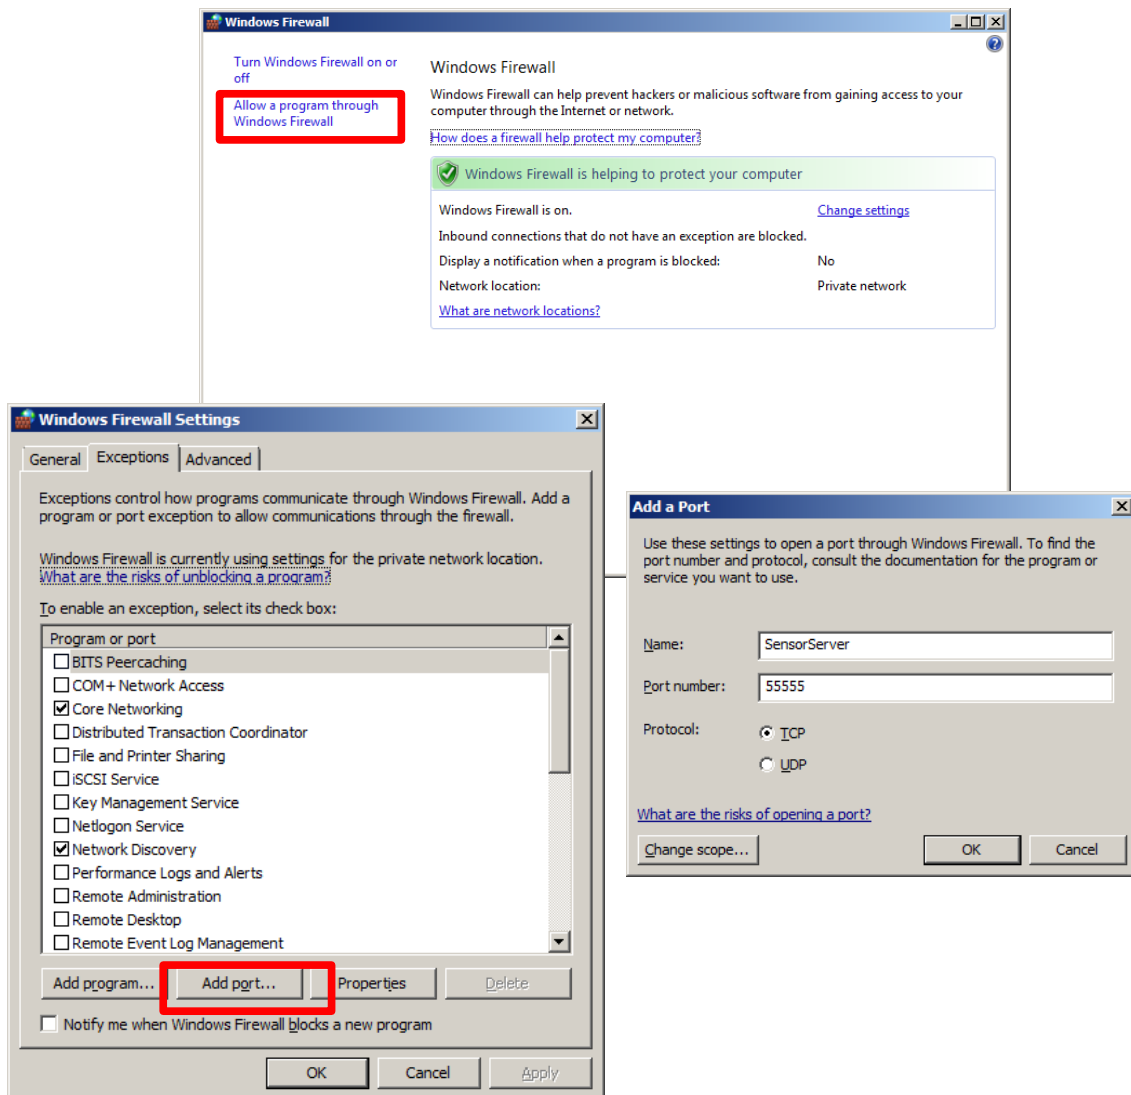 Windows Firewall
Turn Windows Firewall on or
off
Allow a program through
Windows Firewall
Windows Firewall
Windows Firewall can help prevent hackers or malicious software from gaining access to your
computer through the Internet or network.
How does a firewall help protect my computer?
Windows Firewall is helping to protect your computer
Windows Firewall is on.
Change settings
Inbound connections that do not have an exception are blocked.
Display a notification when a program is blocked:
No
Network location:
Private network
What are network locations?
Windows Firewall Settings
General
Exceptions
Advanced
Exceptions control how programs communicate through Windows Firewall. Add a
program or port exception to allow communications through the firewall.
Windows Firewall is currently using settings for the private network location.
What are the risks of unblocking a program?
To enable an exception, select its check box:
Program or port
BITS Peercaching
COM+ Network Access
Core Networking
Distributed Transaction Coordinator
File and Printer Sharing
iSCSI Service
Key Management Service
Netlogon Service
Network Discovery
Performance Logs and Alerts
Remote Administration
Remote Desktop
Remote Event Log Management
Add program...
Add port...
Properties
Delete
Notify me when Windows Firewall blocks a new program
OK
Cancel
Apply
Add a Port
Use these settings to open a port through Windows Firewall. To find the
port number and protocol, consult the documentation for the program or
service you want to use.
Name:
SensorServer
Port number:
55555
Protocol:
TCP
UDP
What are the risks of opening a port?
Change scope...
OK
Cancel